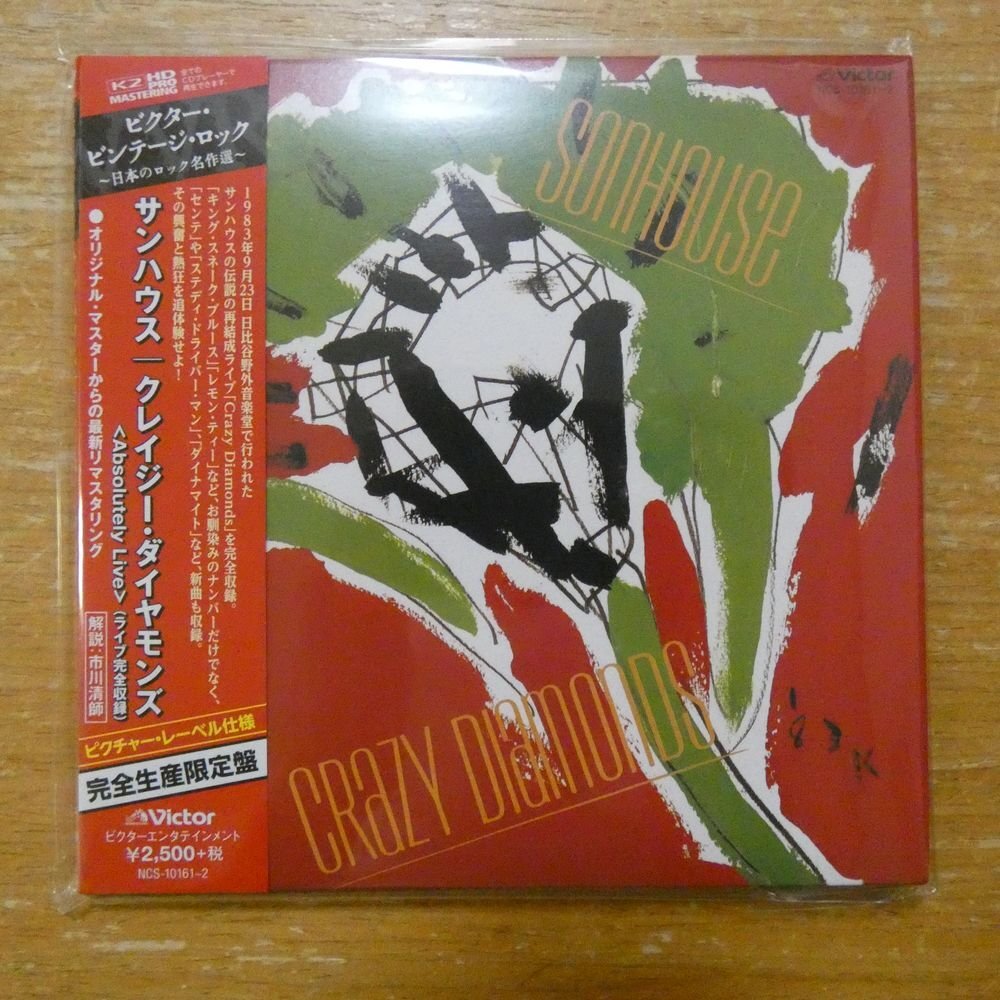 K2 HD PRO MASTERING
全ての
CDプレーヤーで
再生できます。
ビクター・
ビンテージ・ロック
～日本のロック名作選～
1983年9月23日 日比谷野外音楽堂で行われた
サンハウスの伝説の再結成ライブ「Crazy Diamonds」を完全収録。
「キング・スネーク・ブルース」「レモン・ティー」など、お馴染みのナンバーだけでなく、
「センテ」や「ステディ・ドライバー・マン」、「ダイナマイト」など、新曲も収録。
その興奮と熱狂を追体験せよ!
サンハウス｜クレイジー・ダイヤモンズ
<Absolutely Live>(ライブ完全収録)
●オリジナル・マスターからの最新リマスタリング
解説：市川清師
ピクチャー・レーベル仕様
完全生産限定盤
Victor
ビクターエンタテインメント
¥2,500+税
NCS-10161~2
Victor
NCS-10161~2
SONHOUSE
CRAZY DIAMONDS
'83 K